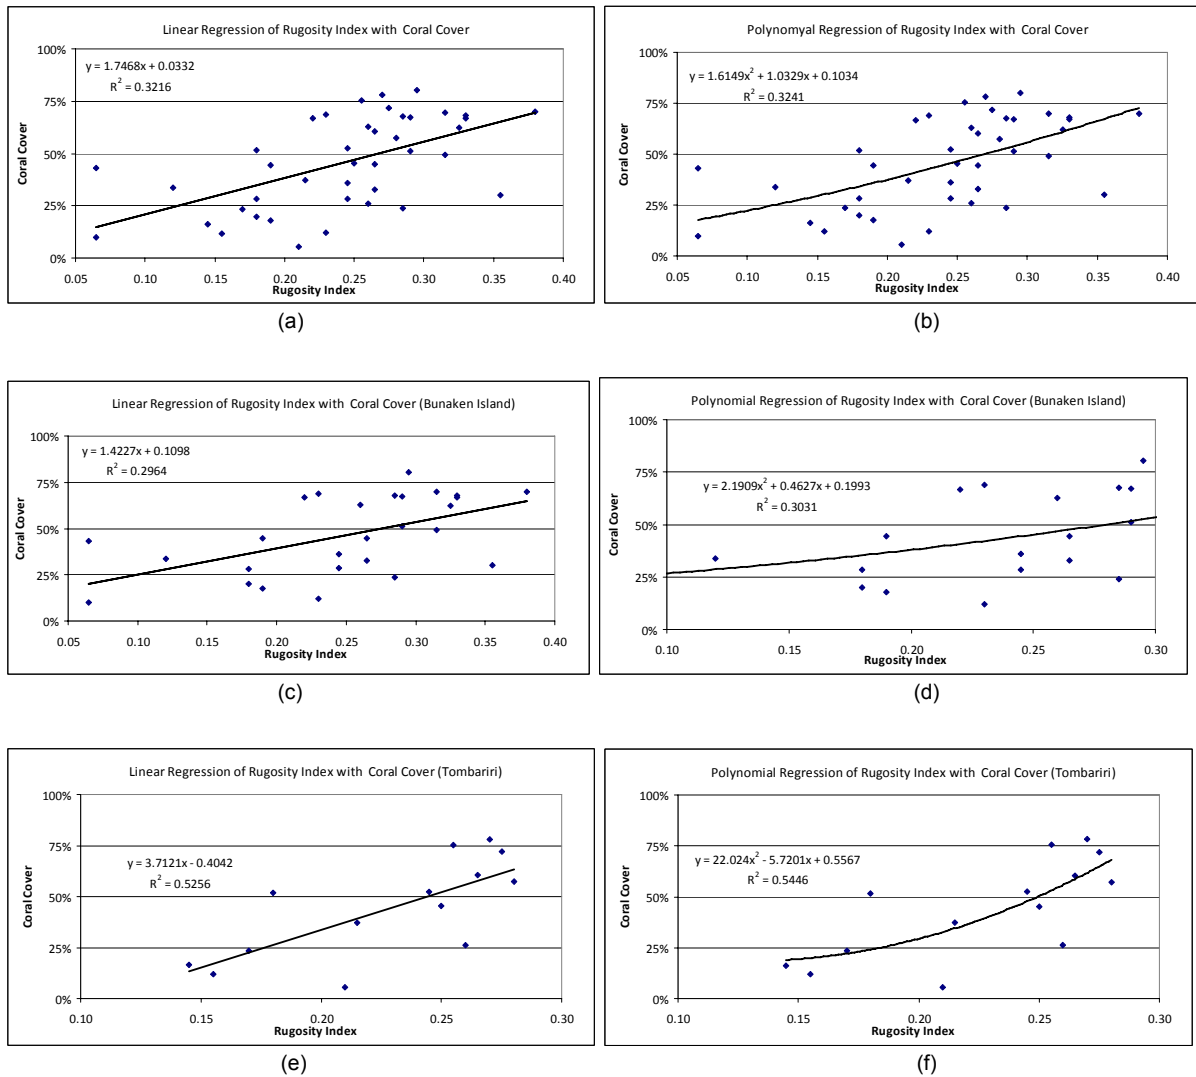 Linear Regression of Rugosity Index with Coral Cover
y = 1.7468x + 0.0332
R² = 0.3216
100%
75%
50%
25%
0%
Coral Cover
0.05 0.10 0.15 0.20 0.25 0.30 0.35 0.40
Rugosity Index
(a)
Polynomyal Regression of Rugosity Index with Coral Cover
y = 1.6149x² + 1.0329x + 0.1034
R² = 0.3241
100%
75%
50%
25%
0%
Coral Cover
0.05 0.10 0.15 0.20 0.25 0.30 0.35 0.40
Rugosity Index
(b)
Linear Regression of Rugosity Index with Coral Cover (Bunaken Island)
y = 1.4227x + 0.1098
R² = 0.2964
100%
75%
50%
25%
0%
Coral Cover
0.05 0.10 0.15 0.20 0.25 0.30 0.35 0.40
Rugosity Index
(c)
Polynomial Regression of Rugosity Index with Coral Cover (Bunaken Island)
y = 2.1909x² + 0.4627x + 0.1993
R² = 0.3031
100%
75%
50%
25%
0%
Coral Cover
0.10 0.15 0.20 0.25 0.30
Rugosity Index
(d)
Linear Regression of Rugosity Index with Coral Cover (Tombariri)
y = 3.7121x - 0.4042
R² = 0.5256
100%
75%
50%
25%
0%
Coral Cover
0.10 0.15 0.20 0.25 0.30
Rugosity Index
(e)
Polynomial Regression of Rugosity Index with Coral Cover (Tombariri)
y = 22.024x² - 5.7201x + 0.5567
R² = 0.5446
100%
75%
50%
25%
0%
Coral Cover
0.10 0.15 0.20 0.25 0.30
Rugosity Index
(f)